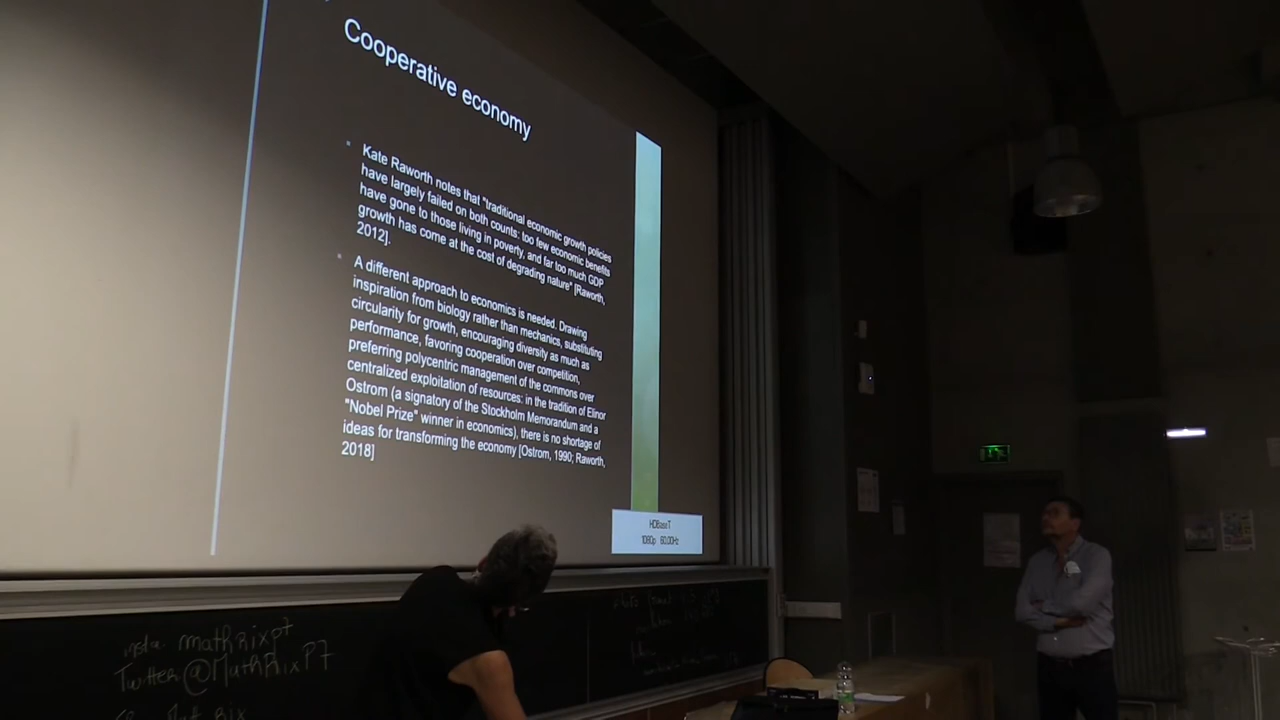 Cooperative economy
Kate Raworth notes that "traditional economic growth policies
have largely failed on both counts: too few economic benefits
have gone to those living in poverty, and far too much GDP
growth has come at the cost of degrading nature" [Raworth,
2012].
A different approach to economics is needed. Drawing
inspiration from biology rather than mechanics, substituting
circularity for growth, encouraging diversity as much as
performance, favoring cooperation over competition,
preferring polycentric management of the commons over
centralized exploitation of resources: in the tradition of Elinor
Ostrom (a signatory of the Stockholm Memorandum and a
"Nobel Prize" winner in economics), there is no shortage of
ideas for transforming the economy [Ostrom, 1990; Raworth,
2018]
HDBaseT
1080p 60.00Hz
insta mathrixpt
Twitter @MathRixPT